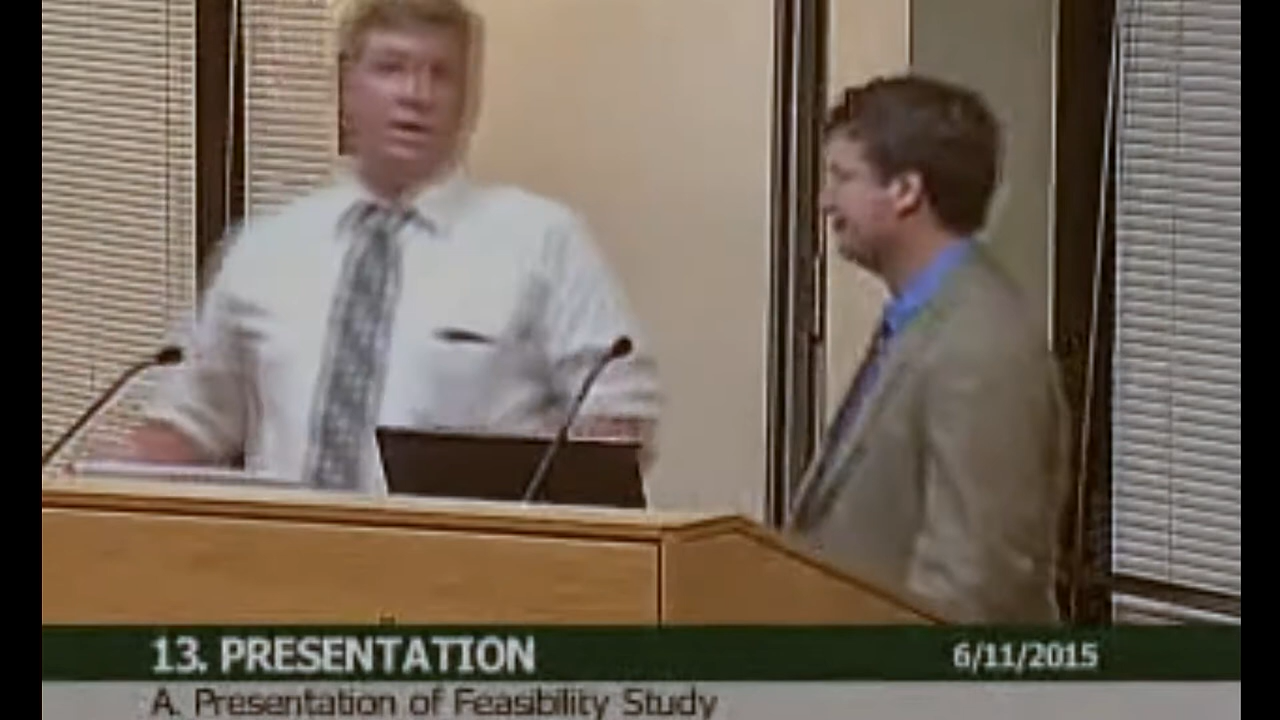 13. PRESENTATION
6/11/2015
A. Presentation of Feasibility Study